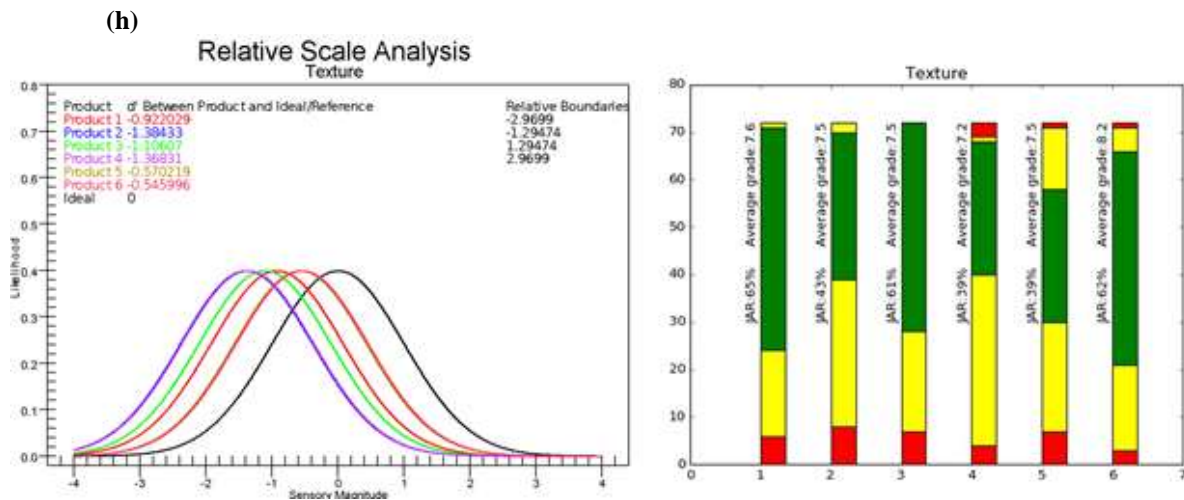 (h)
Relative Scale Analysis
Texture
Product d' Between Product and Ideal/Reference Relative Boundaries
Product 1 -0.922029 -2.9699
Product 2 -1.38433 -1.29474
Product 3 -1.10607 1.29474
Product 4 -1.36831 2.9699
Product 5 -0.570219
Product 6 -0.545996
Ideal 0
Likelihood
0.8
0.7
0.6
0.5
0.4
0.3
0.2
0.1
0.0
-4 -3 -2 -1 0 1 2 3 4
Sensory Magnitude
Texture
80
70
60
50
40
30
20
10
0
JAR:65% Average grade:7.6
JAR:43% Average grade:7.5
JAR:61% Average grade:7.5
JAR:39% Average grade:7.2
JAR:39% Average grade:7.5
JAR:62% Average grade:8.2
0 1 2 3 4 5 6 7